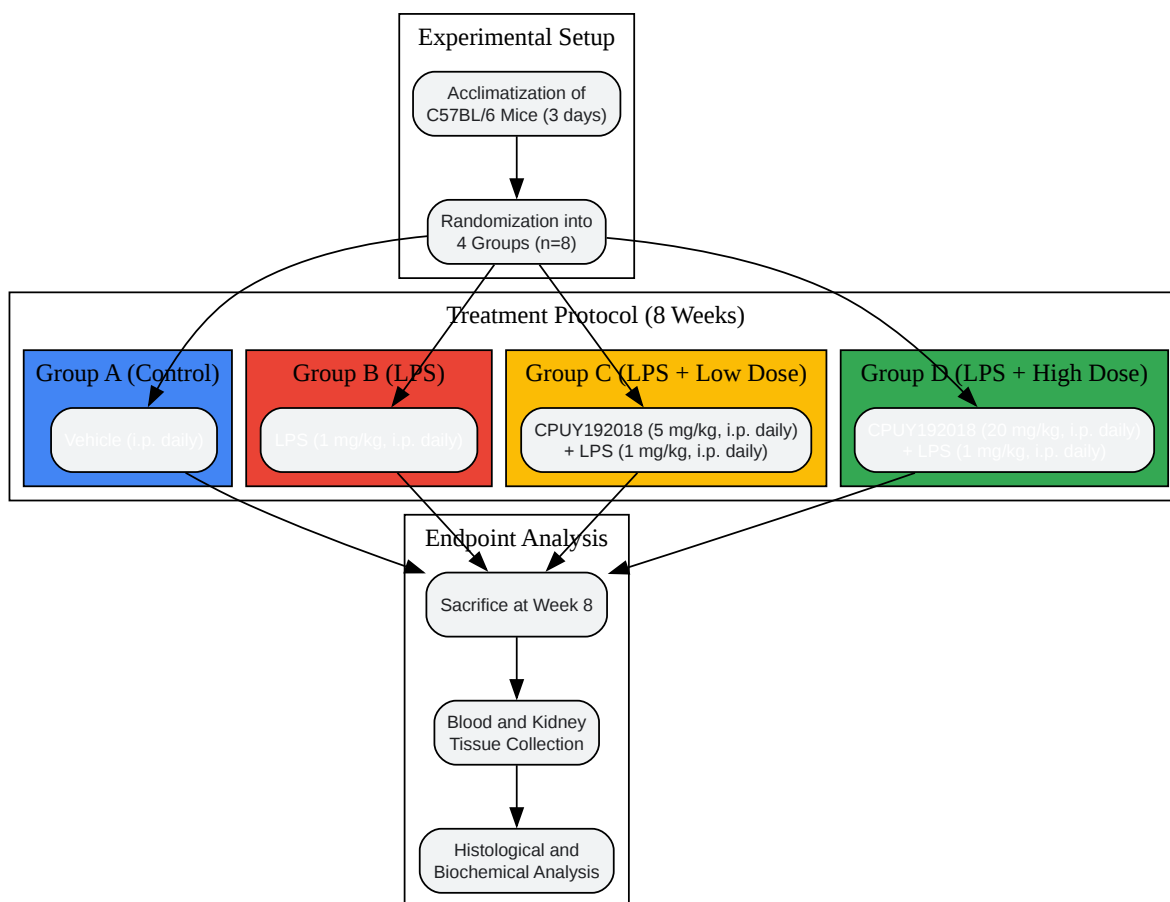 Experimental Setup
Acclimatization of
C57BL/6 Mice (3 days)
Randomization into
4 Groups (n=8)
Treatment Protocol (8 Weeks)
Group A (Control)
Vehicle (i.p. daily)
Group B (LPS)
LPS (1 mg/kg, i.p. daily)
Group C (LPS + Low Dose)
CPUY192018 (5 mg/kg, i.p. daily)
+ LPS (1 mg/kg, i.p. daily)
Group D (LPS + High Dose)
CPUY192018 (20 mg/kg, i.p. daily)
+ LPS (1 mg/kg, i.p. daily)
Endpoint Analysis
Sacrifice at Week 8
Blood and Kidney
Tissue Collection
Histological and
Biochemical Analysis